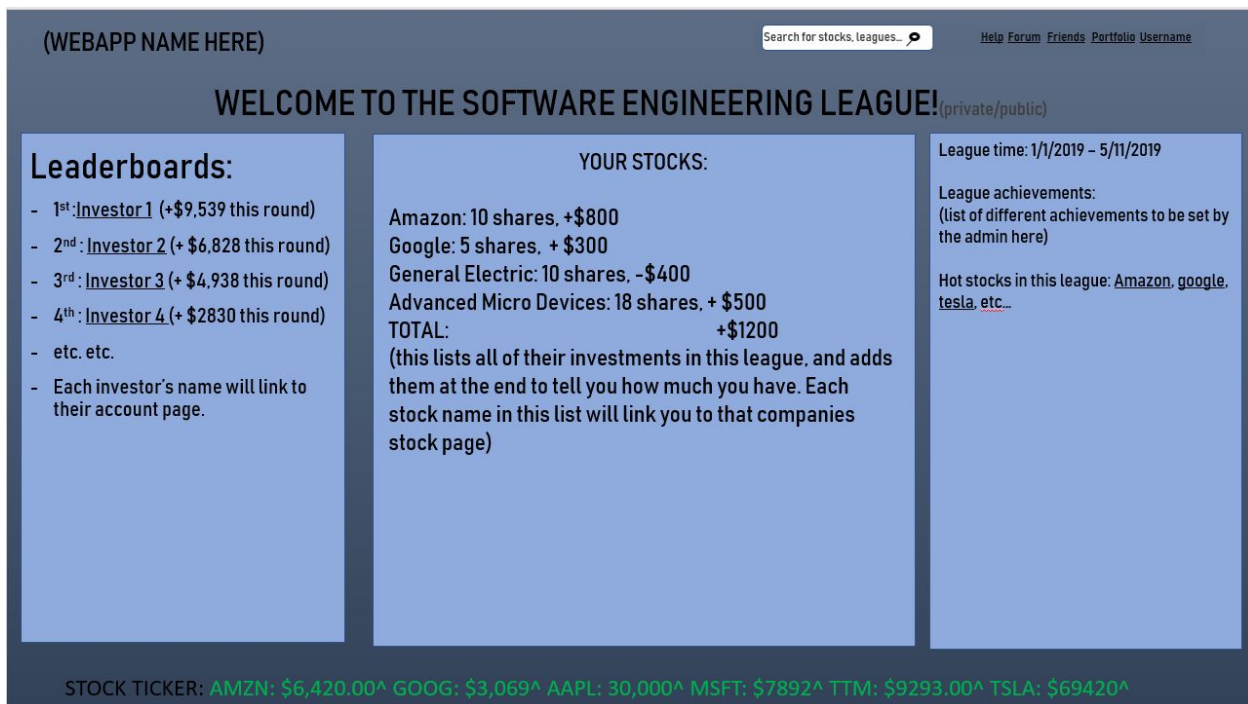 (WEBAPP NAME HERE)
Search for stocks, leagues...
Help Forum Friends Portfolio Username
WELCOME TO THE SOFTWARE ENGINEERING LEAGUE!(private/public)
Leaderboards:
- 1st :Investor 1 (+$9,539 this round)
- 2nd : Investor 2 (+ $6,828 this round)
- 3rd : Investor 3 (+ $4,938 this round)
- 4th : Investor 4 (+ $2830 this round)
- etc. etc.
- Each investor's name will link to
their account page.
YOUR STOCKS:
Amazon: 10 shares, +$800
Google: 5 shares, + $300
General Electric: 10 shares, -$400
Advanced Micro Devices: 18 shares, + $500
TOTAL: +$1200
(this lists all of their investments in this league, and adds
them at the end to tell you how much you have. Each
stock name in this list will link you to that companies
stock page)
League time: 1/1/2019 – 5/11/2019
League achievements:
(list of different achievements to be set by
the admin here)
Hot stocks in this league: Amazon, google,
tesla, etc...
STOCK TICKER: AMZN: $6,420.00^ GOOG: $3,069^ AAPL: 30,000^ MSFT: $7892^ TTM: $9293.00^ TSLA: $69420^